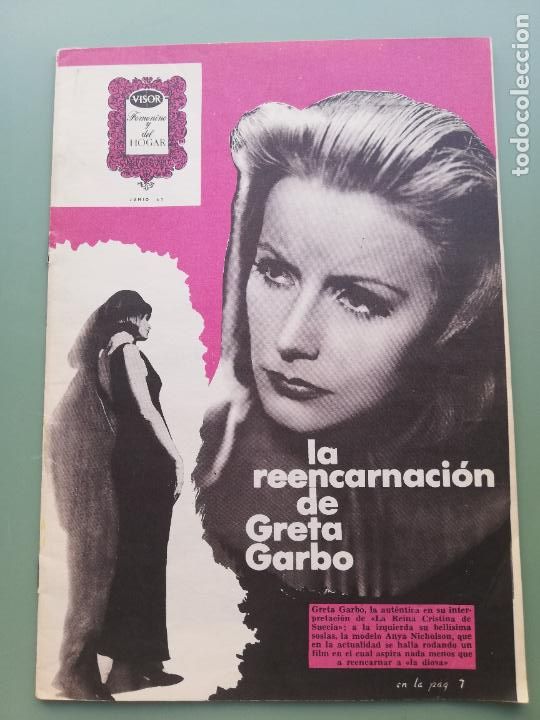 VISOR
Femenino
y
del
HOGAR
JUNIO 67
la
reencarnación
de
Greta
Garbo
Greta Garbo, la auténtica en su inter-
pretación de «La Reina Cristina de
Suecia»; a la izquierda su bellísima
sosias, la modelo Anya Nicholson, que
en la actualidad se halla rodando un
film en el cual aspira nada menos que
a reencarnar a «la diova»
en la pág 7
todocoleccion